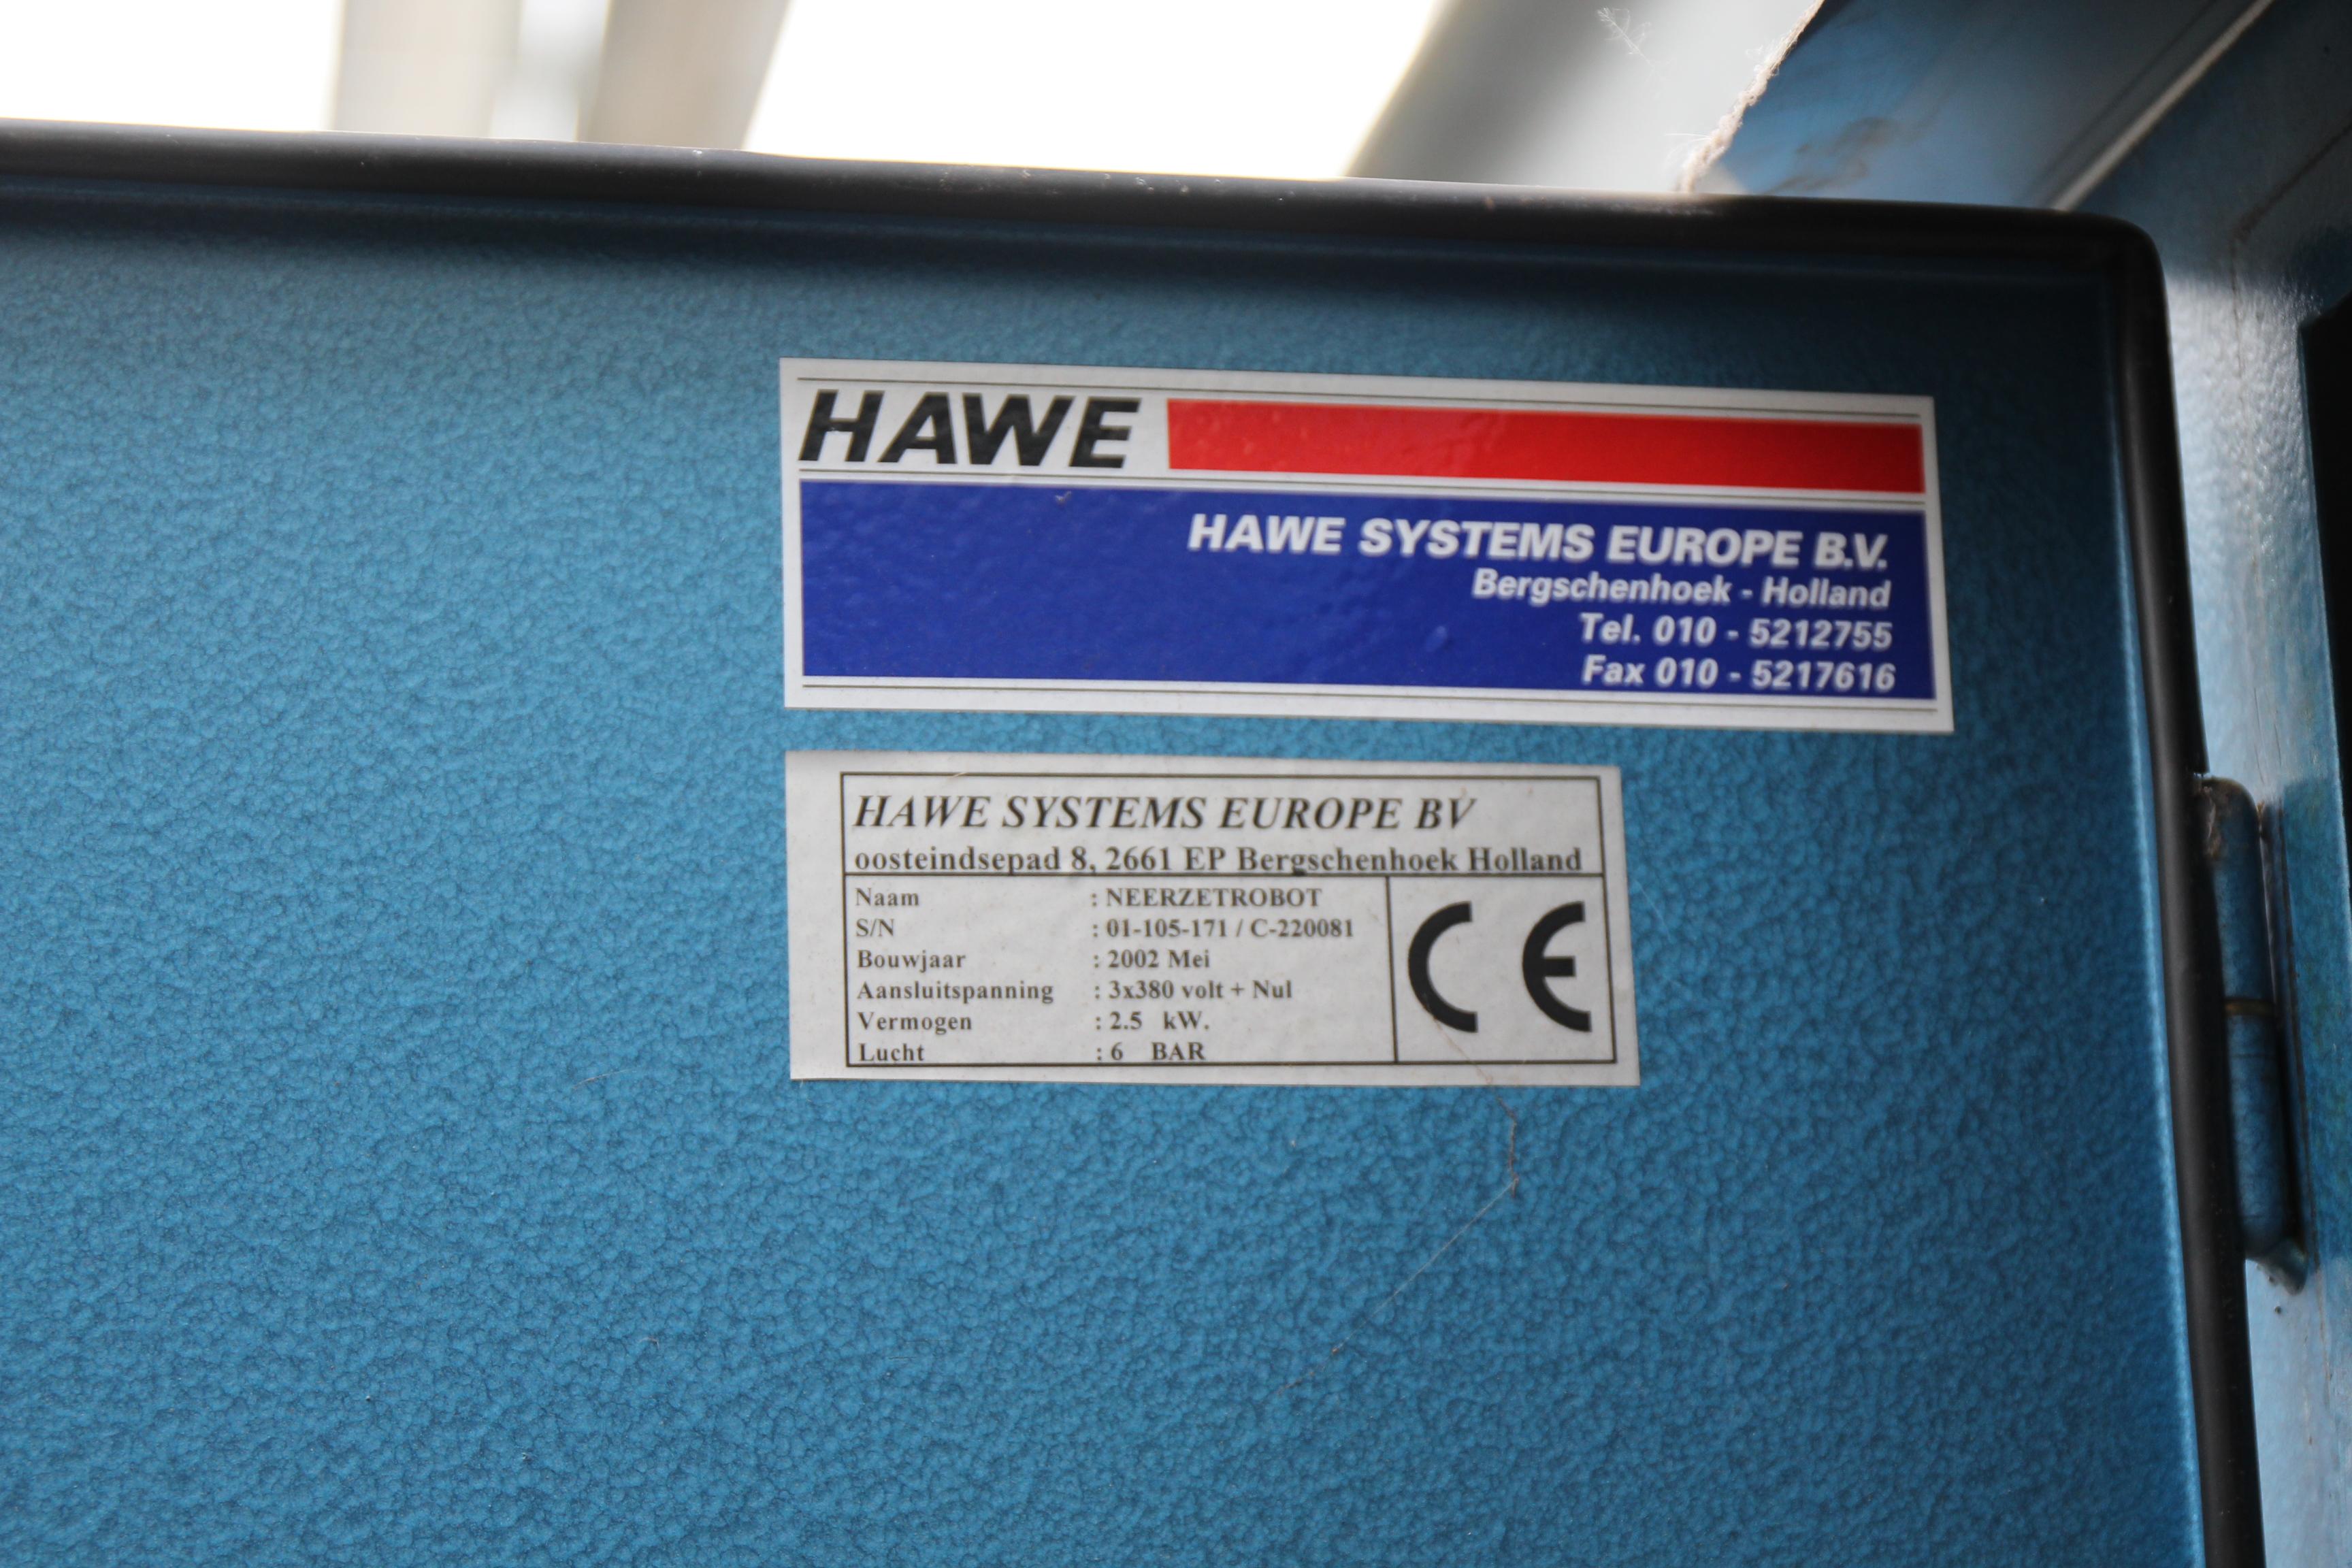 HAWE
HAWE SYSTEMS EUROPE B.V.
Bergschenhoek - Holland
Tel. 010 - 5212755
Fax 010 - 5217616
HAWE SYSTEMS EUROPE BV
oosteindsepad 8, 2661 EP Bergschenhoek Holland
Naam : NEERZETROBOT
S/N : 01-105-171 / C-220081
Bouwjaar : 2002 Mei
Aansluitspanning : 3x380 volt + Nul
Vermogen : 2.5 kW.
Lucht : 6 BAR
CE